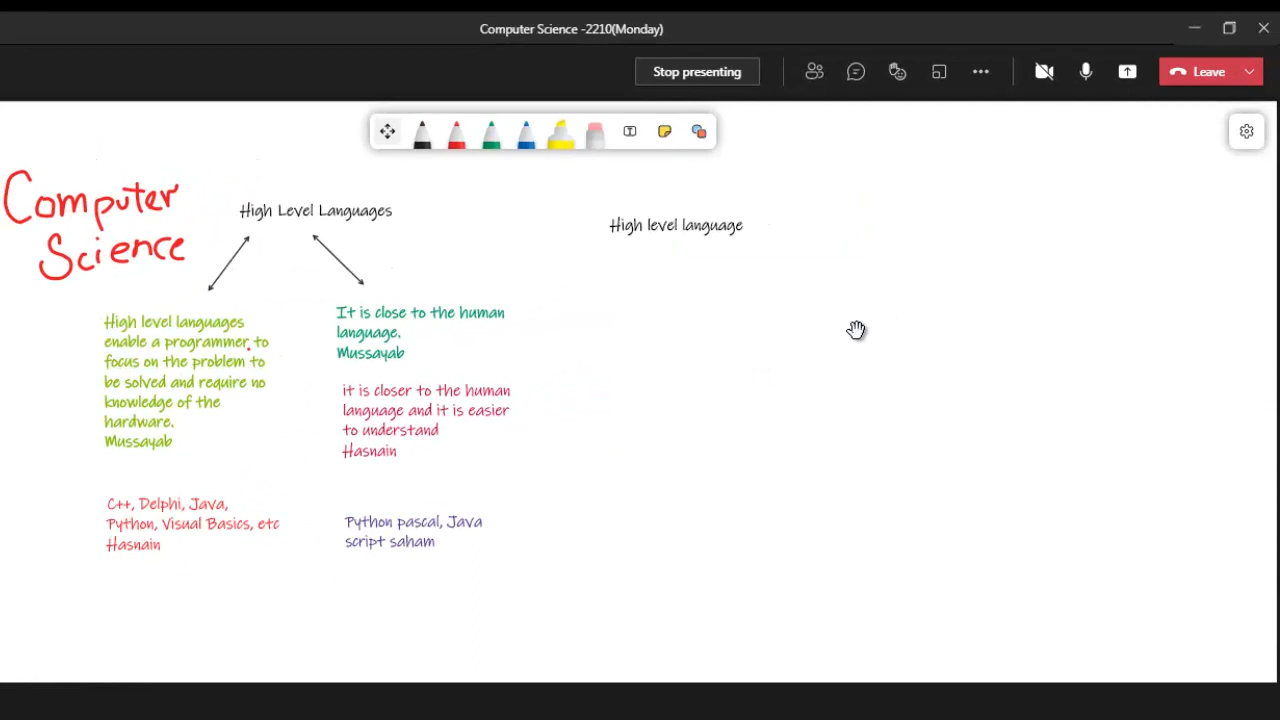 Computer Science -2210(Monday)
Stop presenting
Leave
Computer
Science
High Level Languages
High level language
High level languages
enable a programmer to
focus on the problem to
be solved and require no
knowledge of the
hardware.
Mussayab
It is close to the human
language.
Mussayab
it is closer to the human
language and it is easier
to understand
Hasnain
C++, Delphi, Java,
Python, Visual Basics, etc
Hasnain
Python pascal, Java
script saham